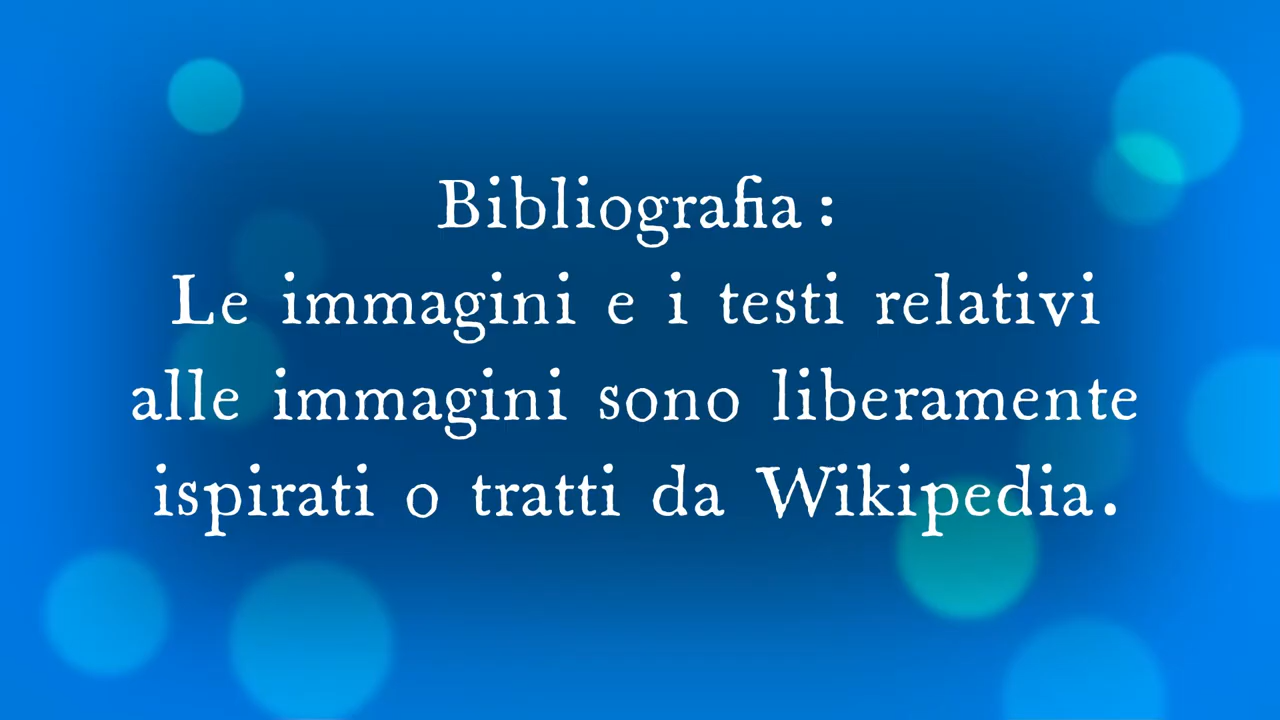 Bibliografia:
Le immagini e i testi relativi
alle immagini sono liberamente
ispirati o tratti da Wikipedia.